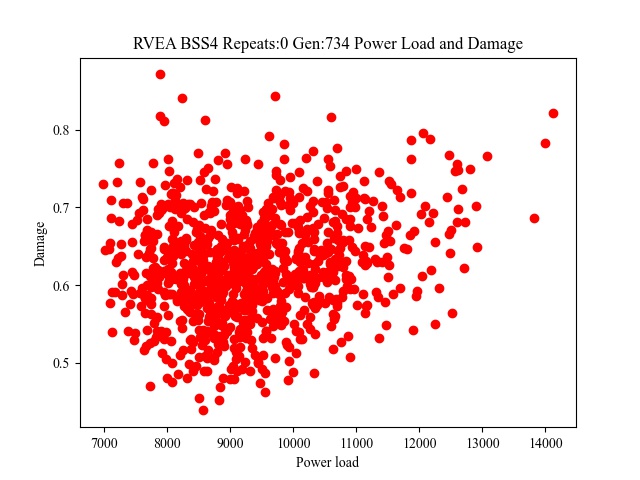 RVEA BSS4 Repeats:0 Gen:734 Power Load and Damage
0.8
0.7
0.6
0.5
Damage
7000 8000 9000 10000 11000 12000 13000 14000
Power load